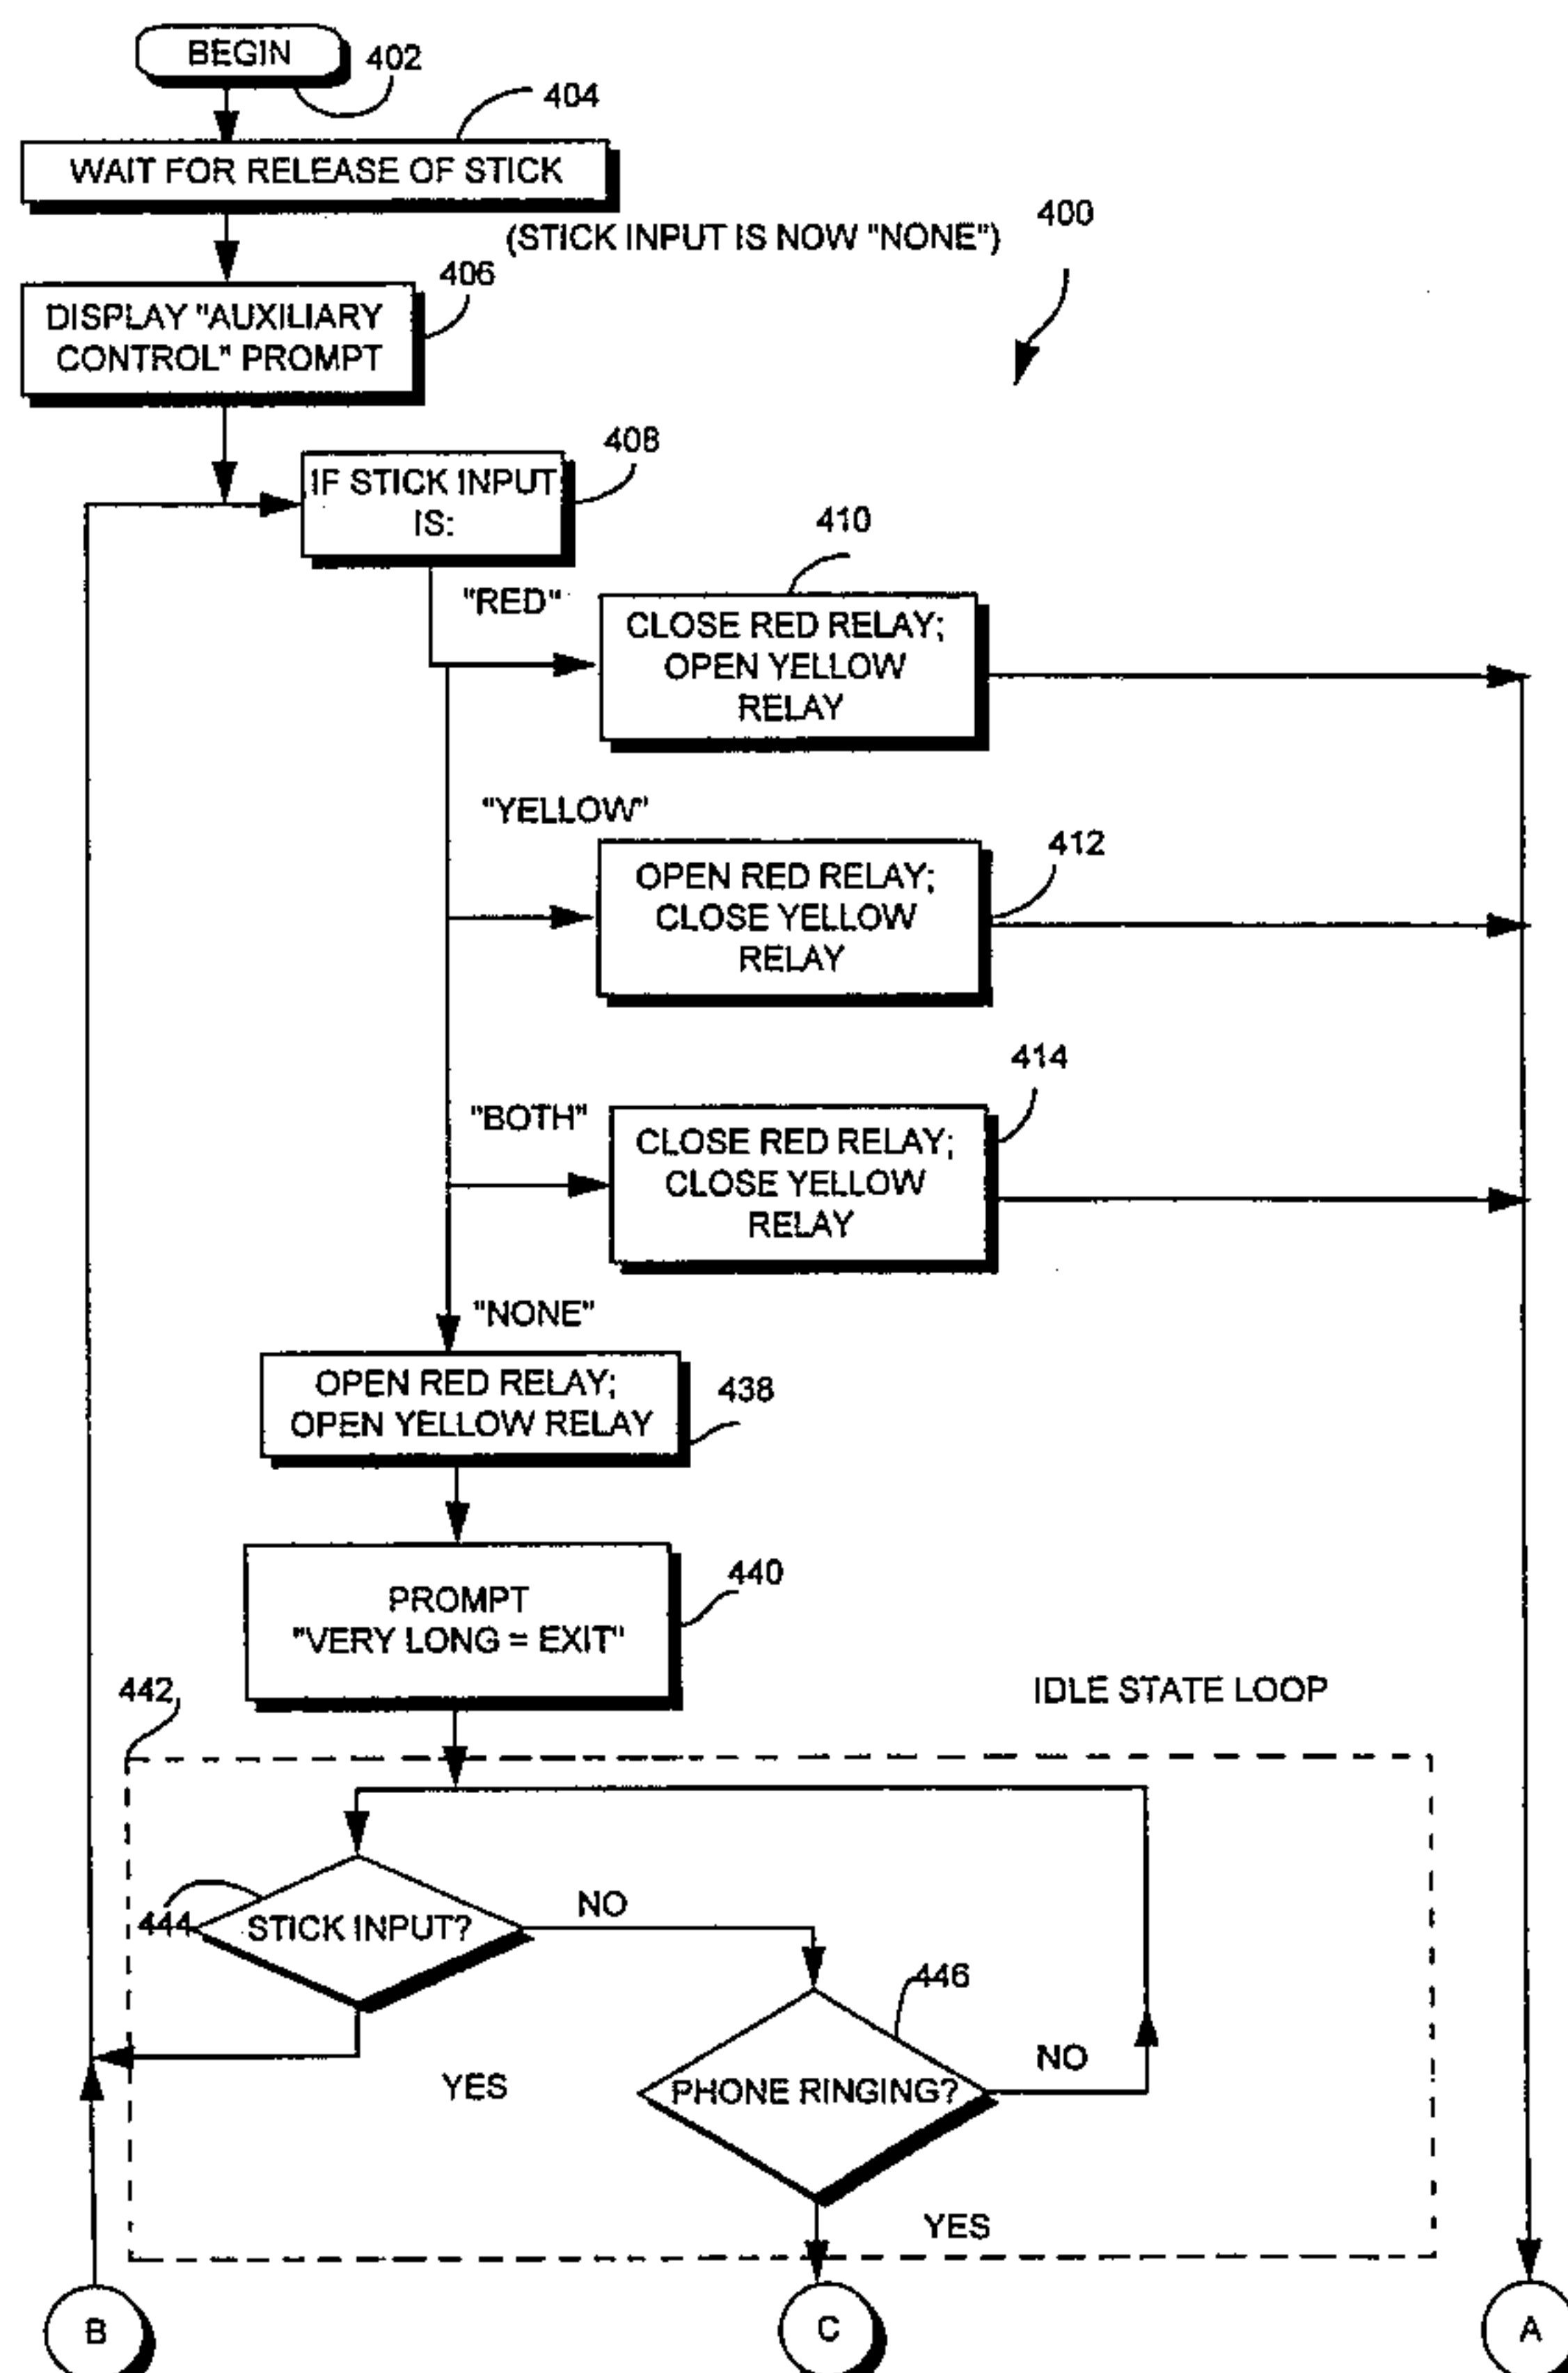 BEGIN
402
404
WAIT FOR RELEASE OF STICK
(STICK INPUT IS NOW "NONE")
400
406
DISPLAY "AUXILIARY
CONTROL" PROMPT
408
IF STICK INPUT
IS:
410
"RED"
CLOSE RED RELAY;
OPEN YELLOW
RELAY
"YELLOW"
412
OPEN RED RELAY;
CLOSE YELLOW
RELAY
414
"BOTH"
CLOSE RED RELAY;
CLOSE YELLOW
RELAY
"NONE"
OPEN RED RELAY;
OPEN YELLOW RELAY
438
440
PROMPT
"VERY LONG = EXIT"
442
IDLE STATE LOOP
444
STICK INPUT?
NO
446
PHONE RINGING?
NO
YES
YES
B
C
A